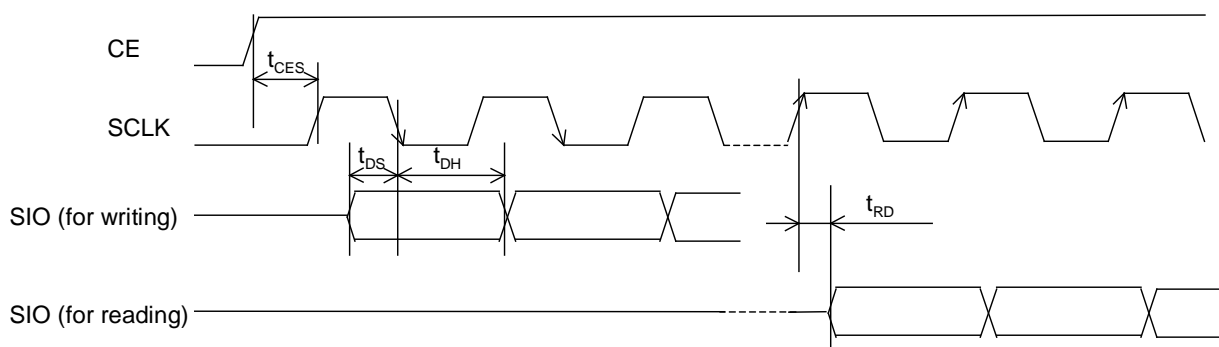 CE
tCES
SCLK
tDS
tDH
SIO (for writing)
tRD
SIO (for reading)